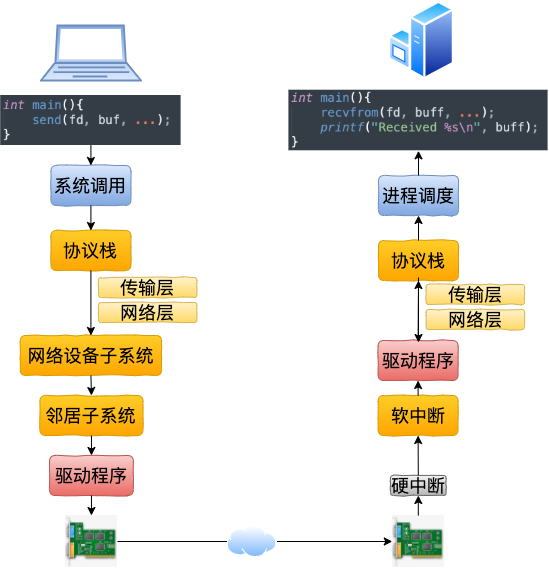 int main(){
send(fd, buf, ...);
}
系统调用
协议栈
传输层
网络层
网络设备子系统
邻居子系统
驱动程序
int main(){
recvfrom(fd, buff, ...);
printf("Received %s\n", buff);
}
进程调度
协议栈
传输层
网络层
驱动程序
软中断
硬中断